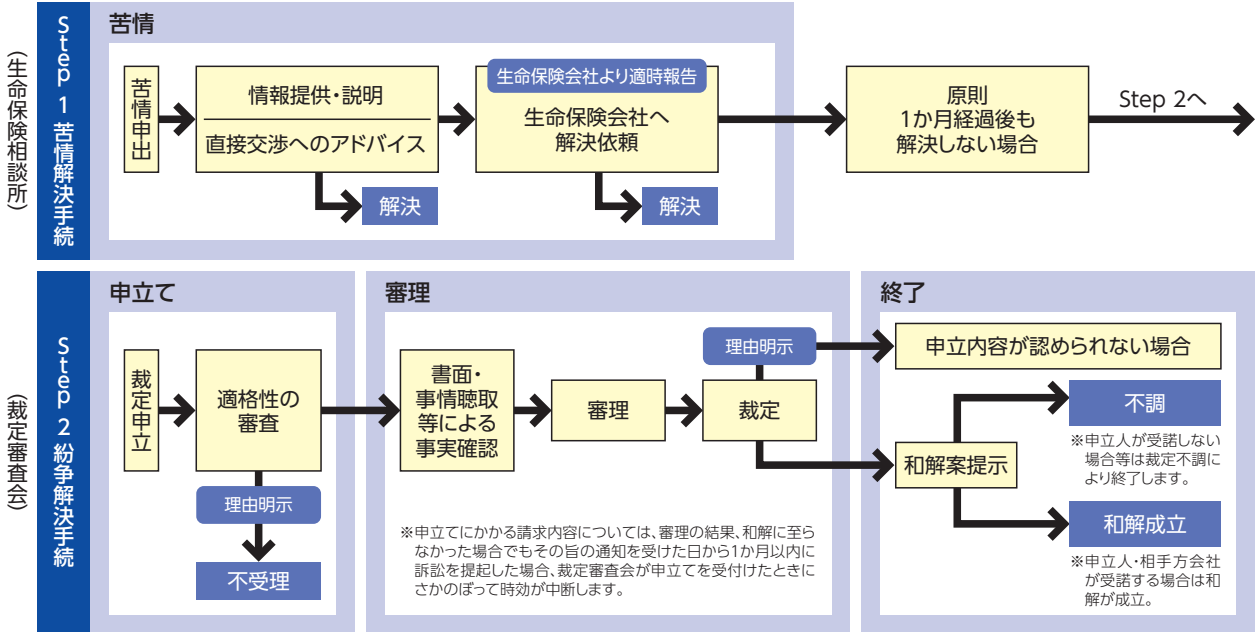 (生命保険相談所)
Step 1 苦情解決手続
苦情
苦情申出
情報提供・説明
直接交渉へのアドバイス
解決
生命保険会社より適時報告
生命保険会社へ
解決依頼
解決
原則
1か月経過後も
解決しない場合
Step 2へ
(裁定審査会)
Step 2 紛争解決手続
申立て
裁定申立
適格性の
審査
理由明示
不受理
審理
書面・
事情聴取
等による
事実確認
審理
裁定
理由明示
※申立てにかかる請求内容については、審理の結果、和解に至ら
なかった場合でもその旨の通知を受けた日から1か月以内に
訴訟を提起した場合、裁定審査会が申立てを受付けたときに
さかのぼって時効が中断します。
終了
申立内容が認められない場合
和解案提示
不調
※申立人が受諾しない
場合等は裁定不調に
より終了します。
和解成立
※申立人・相手方会社
が受諾する場合は和
解が成立。